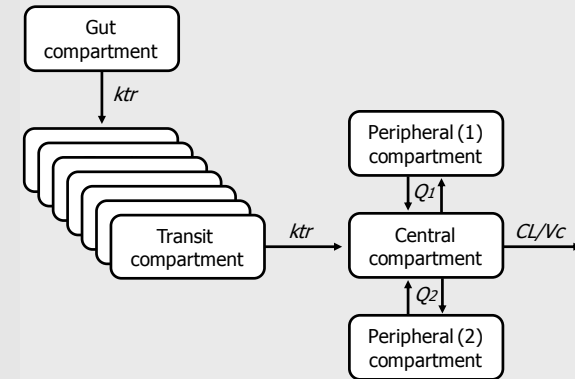 Gut
compartment
ktr
Peripheral (1)
compartment
Q1
Transit
compartment
ktr
Central
compartment
CL/Vc
Q2
Peripheral (2)
compartment